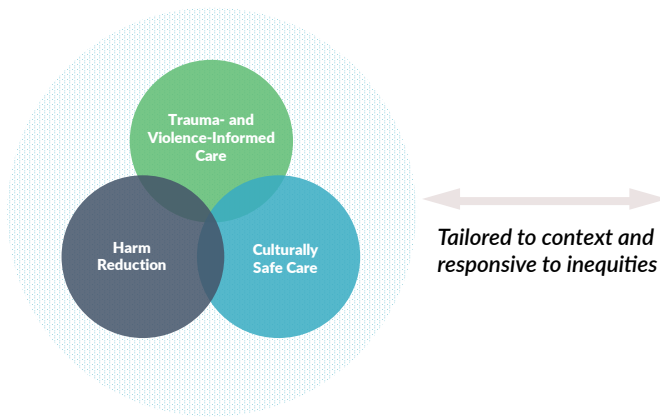 Trauma- and
Violence-Informed
Care
Harm
Reduction
Culturally
Safe Care
Tailored to context and
responsive to inequities